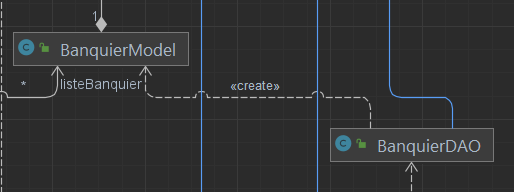 1
C BanquierModel
*
listeBanquier
«create»
C BanquierDAO